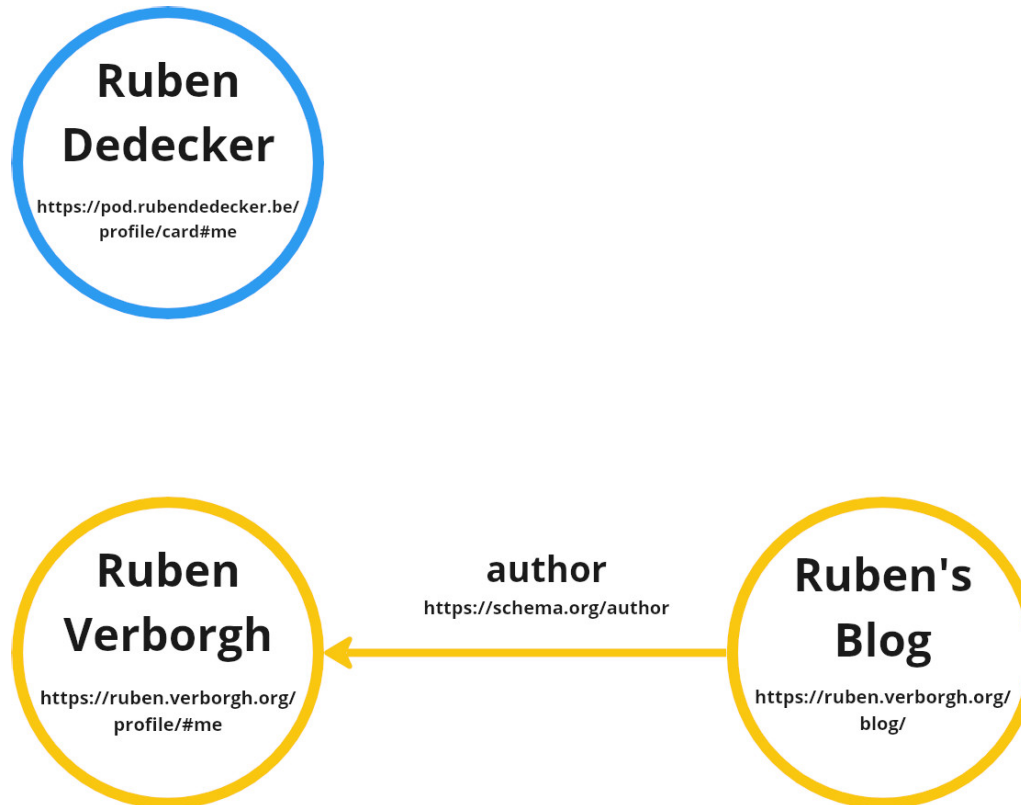 Ruben
Dedecker
https://pod.rubendedecker.be/
profile/card#me
Ruben
Verborgh
https://ruben.verborgh.org/
profile/#me
author
https://schema.org/author
Ruben's
Blog
https://ruben.verborgh.org/
blog/